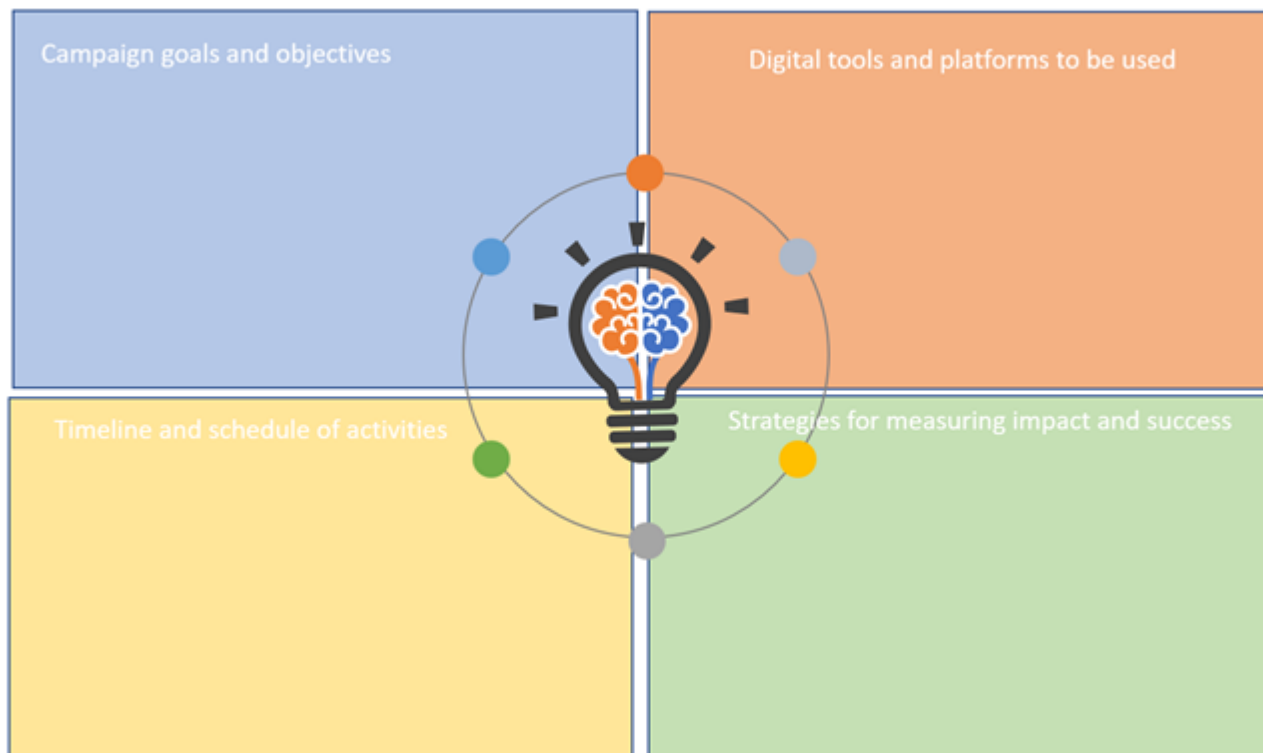 Campaign goals and objectives
Digital tools and platforms to be used
Timeline and schedule of activities
Strategies for measuring impact and success